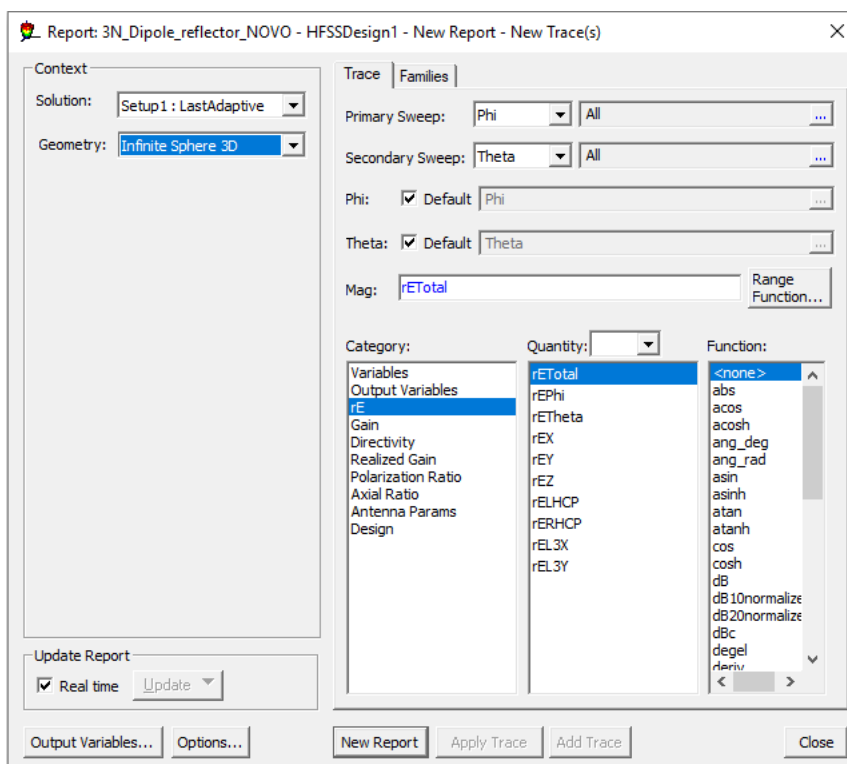 Report: 3N_Dipole_reflector_NOVO - HFSSDesign1 - New Report - New Trace(s)
Context
Solution: Setup1 : LastAdaptive
Geometry: Infinite Sphere 3D
Update Report
Real time Update
Output Variables... Options...
Trace Families
Primary Sweep: Phi All ...
Secondary Sweep: Theta All ...
Phi: Default Phi ...
Theta: Default Theta ...
Mag: rETotal
Range
Function...
Category:
Variables
Output Variables
rE
Gain
Directivity
Realized Gain
Polarization Ratio
Axial Ratio
Antenna Params
Design
Quantity:
rETotal
rEPhi
rETheta
rEX
rEY
rEZ
rELHCP
rERHCP
rEL3X
rEL3Y
Function:
<none>
abs
acos
acosh
ang_deg
ang_rad
asin
asinh
atan
atanh
cos
cosh
dB
dB10normalize
dB20normalize
dBc
degel
deriv
New Report Apply Trace Add Trace Close